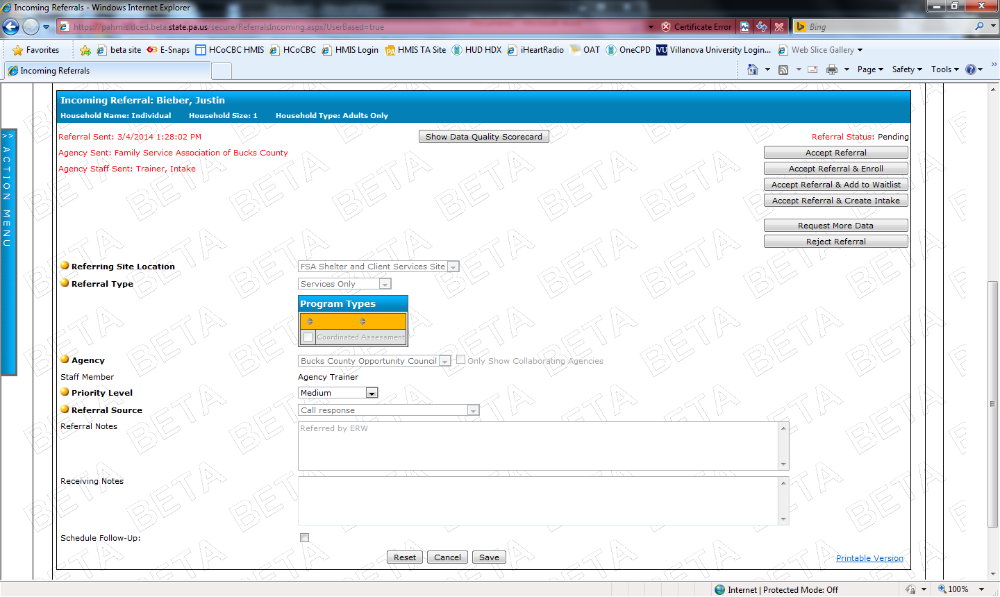 Incoming Referrals - Windows Internet Explorer
https://pahmis.dced.beta.state.pa.us/secure/ReferralsIncoming.aspx?UserBased=true
Certificate Error
Bing
Favorites
beta site
E-Snaps
HCoCBC HMIS
HCoCBC
HMIS Login
HMIS TA Site
HUD HDX
iHeartRadio
OAT
OneCPD
Villanova University Login...
Web Slice Gallery
Incoming Referrals
Page
Safety
Tools
>> ACTION MENU
Incoming Referral: Bieber, Justin
Household Name: Individual Household Size: 1 Household Type: Adults Only
Referral Sent: 3/4/2014 1:28:02 PM
Show Data Quality Scorecard
Referral Status: Pending
Agency Sent: Family Service Association of Bucks County
Accept Referral
Agency Staff Sent: Trainer, Intake
Accept Referral & Enroll
Accept Referral & Add to Waitlist
Accept Referral & Create Intake
Request More Data
Reject Referral
Referring Site Location
FSA Shelter and Client Services Site
Referral Type
Services Only
Program Types
Coordinated Assessment
Agency
Bucks County Opportunity Council
Only Show Collaborating Agencies
Staff Member
Agency Trainer
Priority Level
Medium
Referral Source
Call response
Referral Notes
Referred by ERW
Receiving Notes
Schedule Follow-Up:
Reset
Cancel
Save
Printable Version
BETA
Internet | Protected Mode: Off
100%